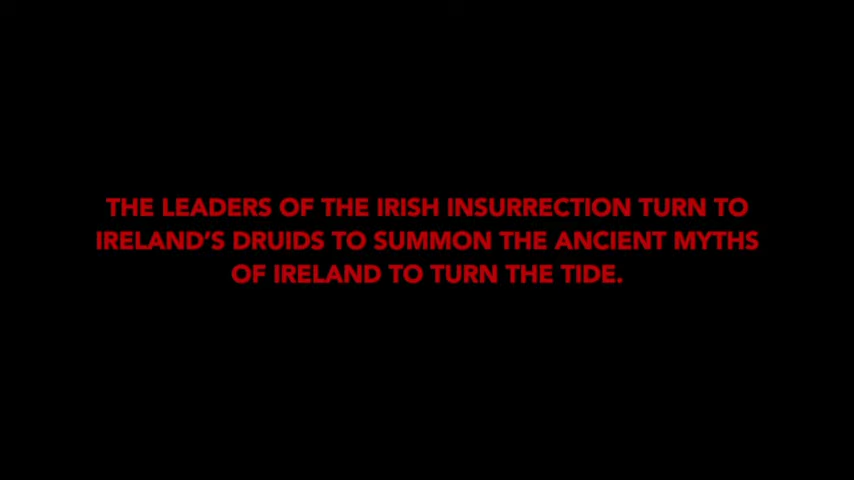 THE LEADERS OF THE IRISH INSURRECTION TURN TO
IRELAND’S DRUIDS TO SUMMON THE ANCIENT MYTHS
OF IRELAND TO TURN THE TIDE.